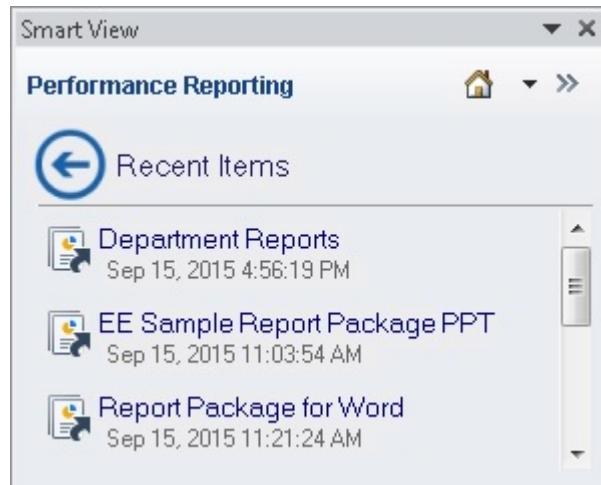 Smart View
Performance Reporting
Recent Items
Department Reports
Sep 15, 2015 4:56:19 PM
EE Sample Report Package PPT
Sep 15, 2015 11:03:54 AM
Report Package for Word
Sep 15, 2015 11:21:24 AM